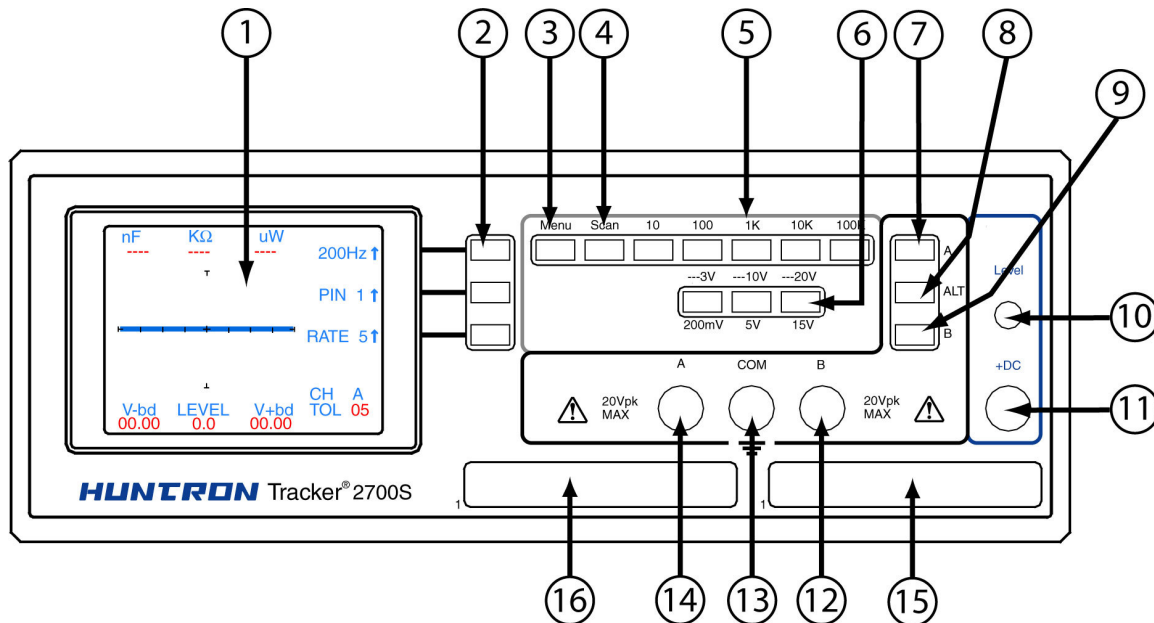 1 2 3 4 5 6 7 8
9
Menu Scan 10 100 1K 10K 100K
nF KΩ uW
---- ---- ----
200Hz↑
A
Level
---3V ---10V ---20V
PIN 1↑
ALT
10
200mV 5V 15V
RATE 5↑
B
A COM B
+DC
CH A
V-bd LEVEL V+bd TOL 05
00.00 0.0 00.00
20Vpk
MAX
20Vpk
MAX
11
HUNTRON Tracker® 2700S
1
1
16 14 13 12 15